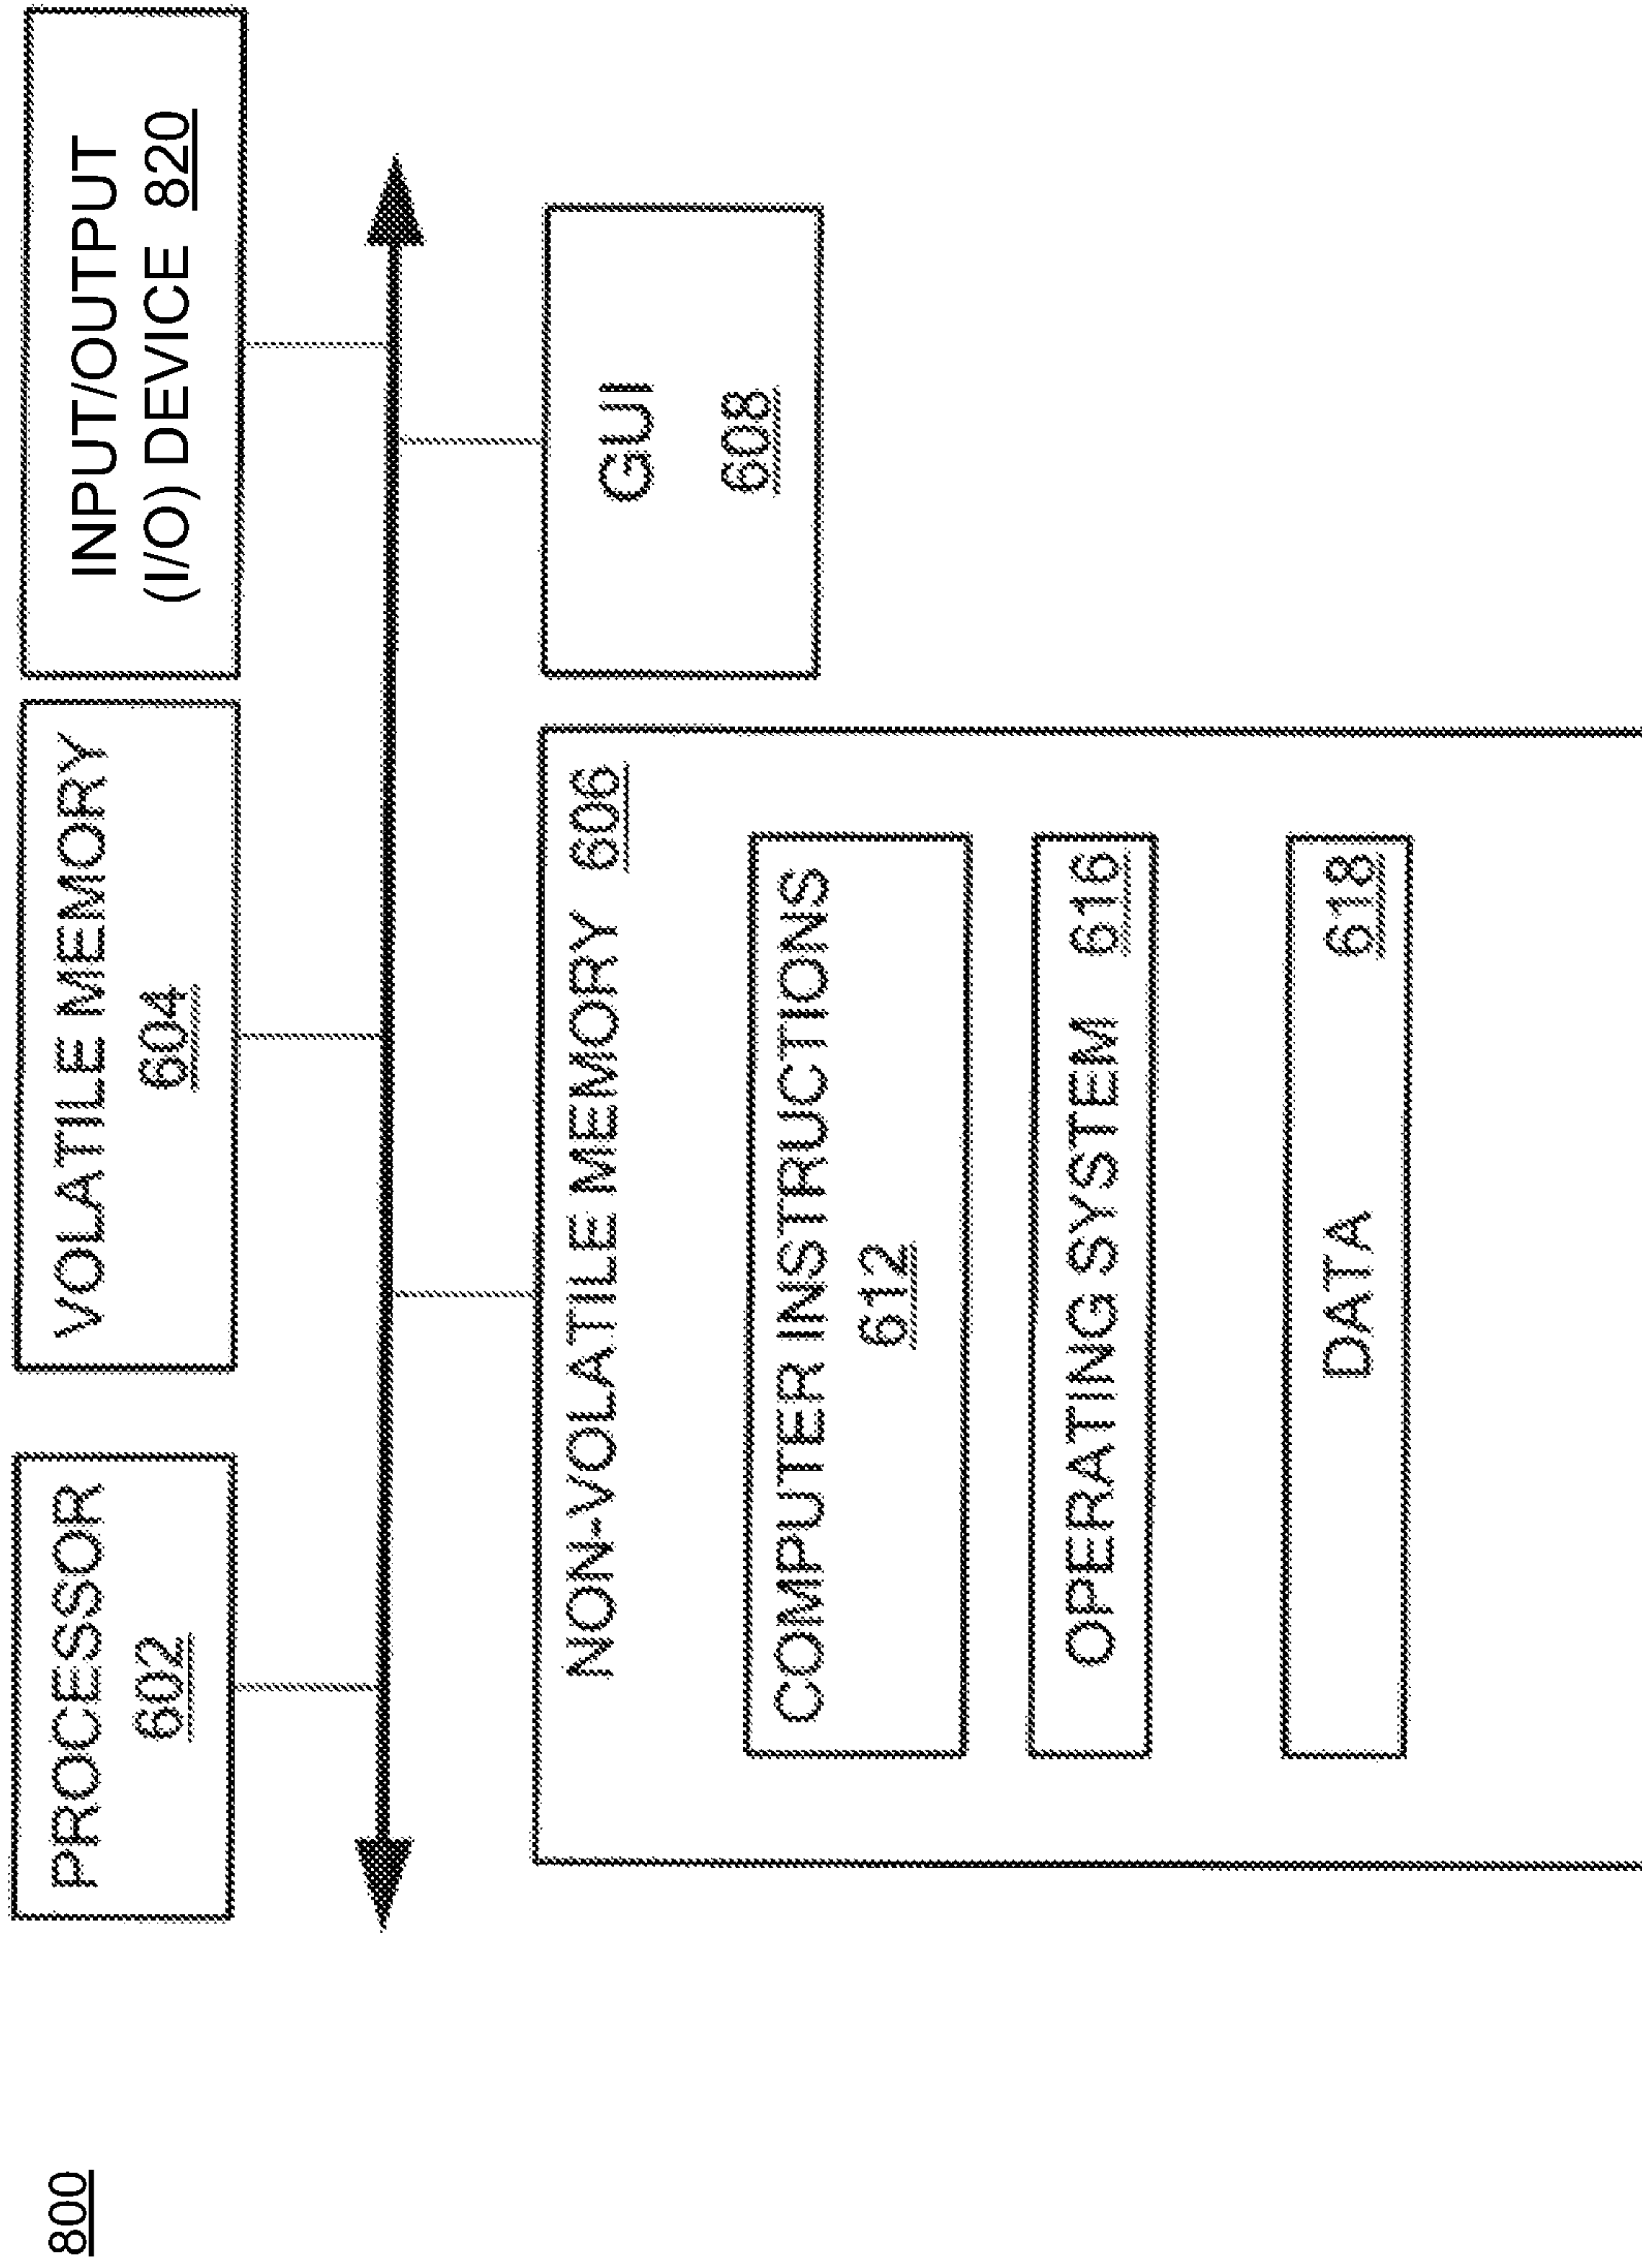 800
PROCESSOR
602
VOLATILE MEMORY
604
INPUT/OUTPUT
(I/O) DEVICE 820
NON-VOLATILE MEMORY 606
COMPUTER INSTRUCTIONS
612
OPERATING SYSTEM 616
DATA 618
GUI
608